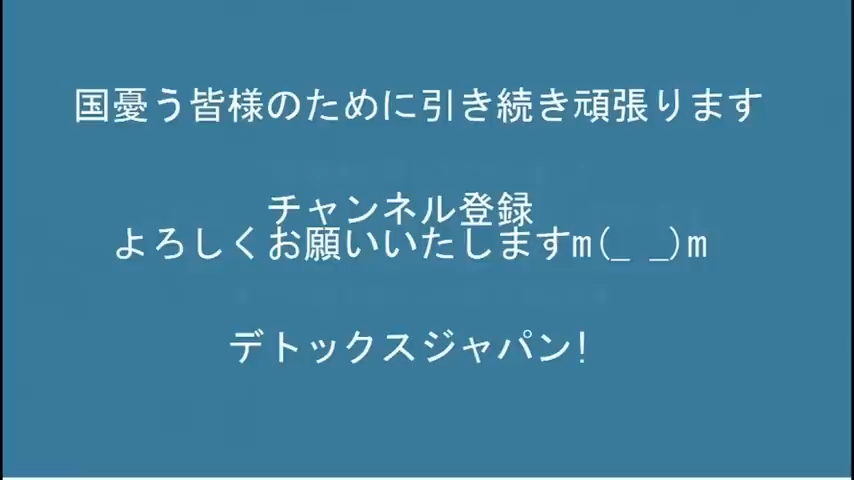 国憂う皆様のために引き続き頑張ります
チャンネル登録
よろしくお願いいたしますm(_ _)m
デトックスジャパン!